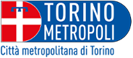 TORINO
METROPOLI
Città metropolitana di Torino